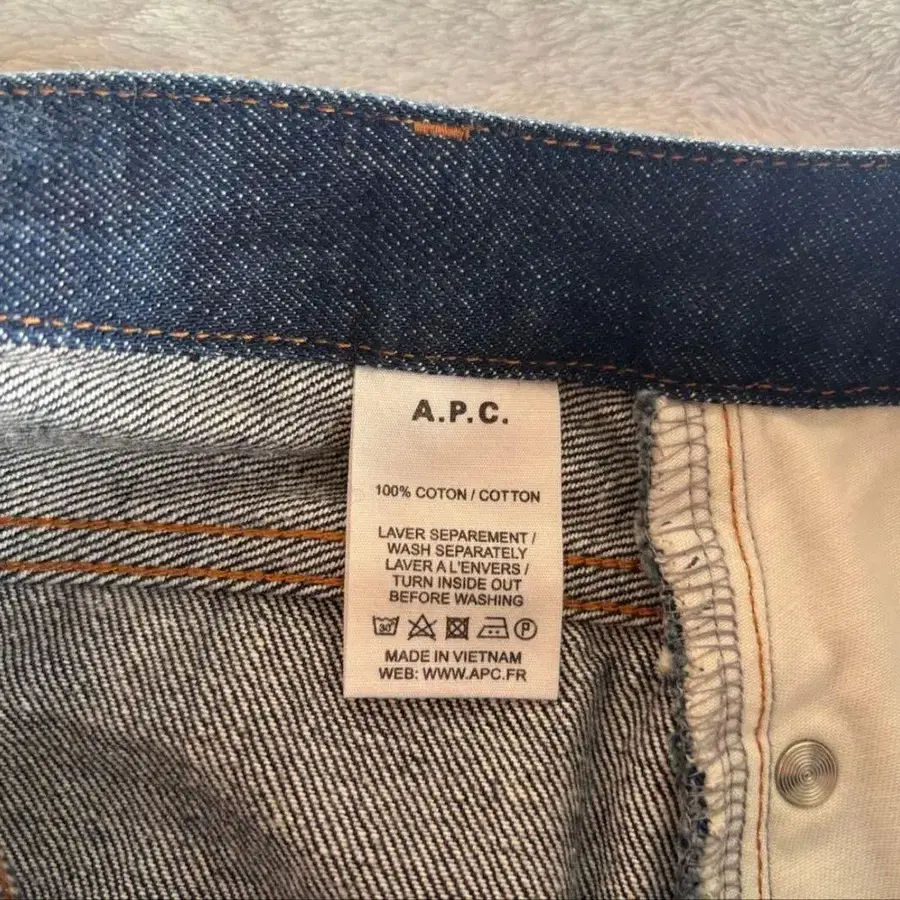 A.P.C.
100% COTON / COTTON
LAVER SEPAREMENT /
WASH SEPARATELY
LAVER A L'ENVERS /
TURN INSIDE OUT
BEFORE WASHING
30° P
MADE IN VIETNAM
WEB: WWW.APC.FR